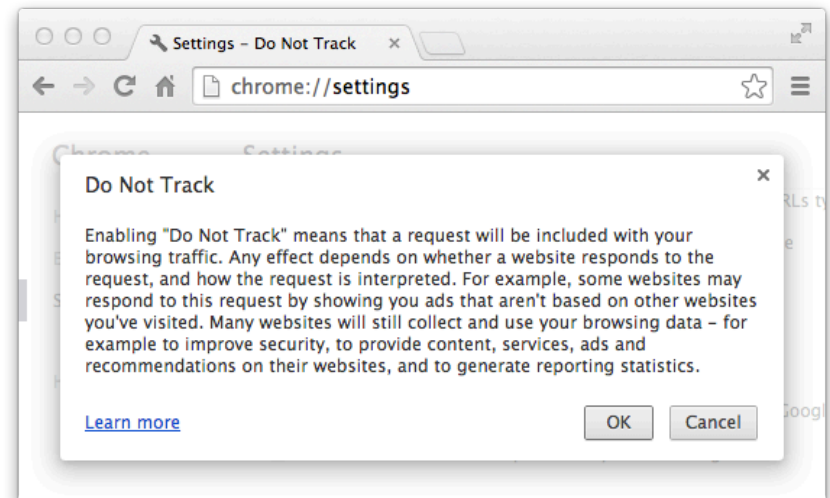 Settings – Do Not Track
chrome://settings
Chrome Settings
Do Not Track
RLs ty
Enabling "Do Not Track" means that a request will be included with your
browsing traffic. Any effect depends on whether a website responds to the
request, and how the request is interpreted. For example, some websites may
respond to this request by showing you ads that aren't based on other websites
you've visited. Many websites will still collect and use your browsing data – for
example to improve security, to provide content, services, ads and
recommendations on their websites, and to generate reporting statistics.
Learn more
OK
Cancel
Googl